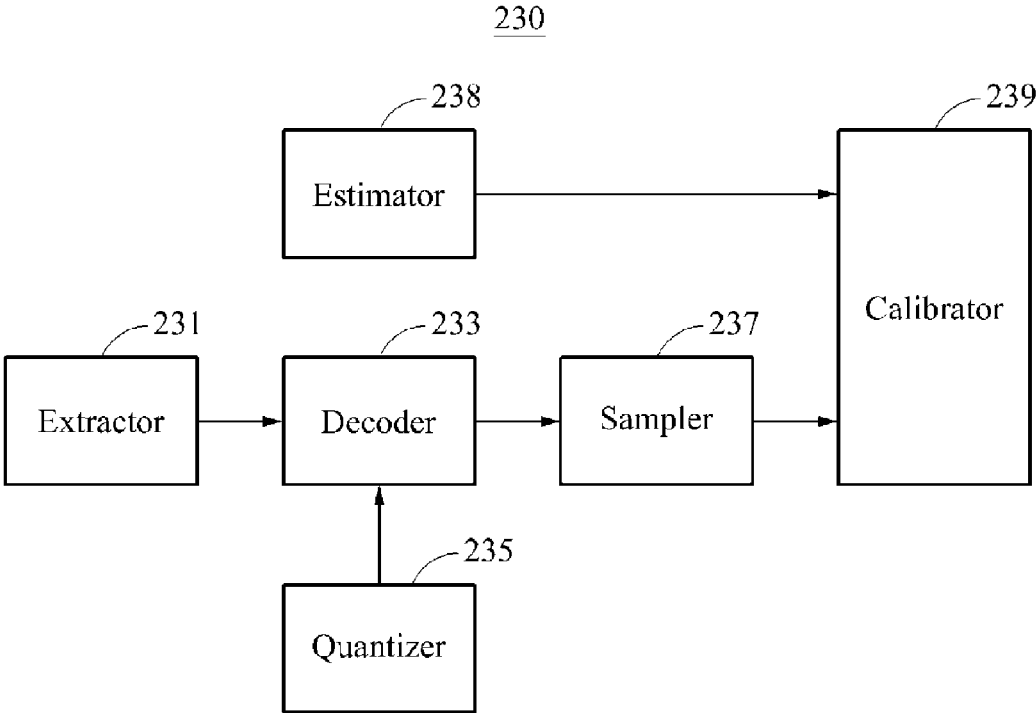 230
238
239
Estimator
Calibrator
231
233
237
Extractor
Decoder
Sampler
235
Quantizer